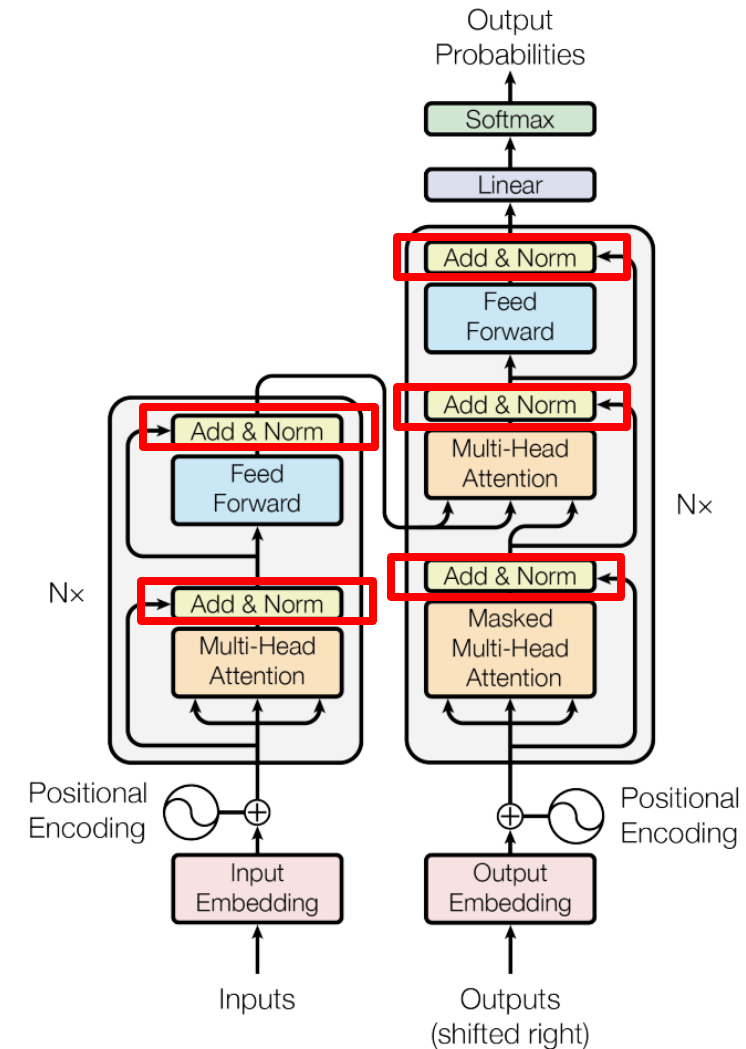 Output
Probabilities
Softmax
Linear
Add & Norm
Feed
Forward
Add & Norm
Multi-Head
Attention
Add & Norm
Masked
Multi-Head
Attention
Nx
Add & Norm
Feed
Forward
Add & Norm
Multi-Head
Attention
Nx
Positional
Encoding
Positional
Encoding
Input
Embedding
Output
Embedding
Inputs
Outputs
(shifted right)